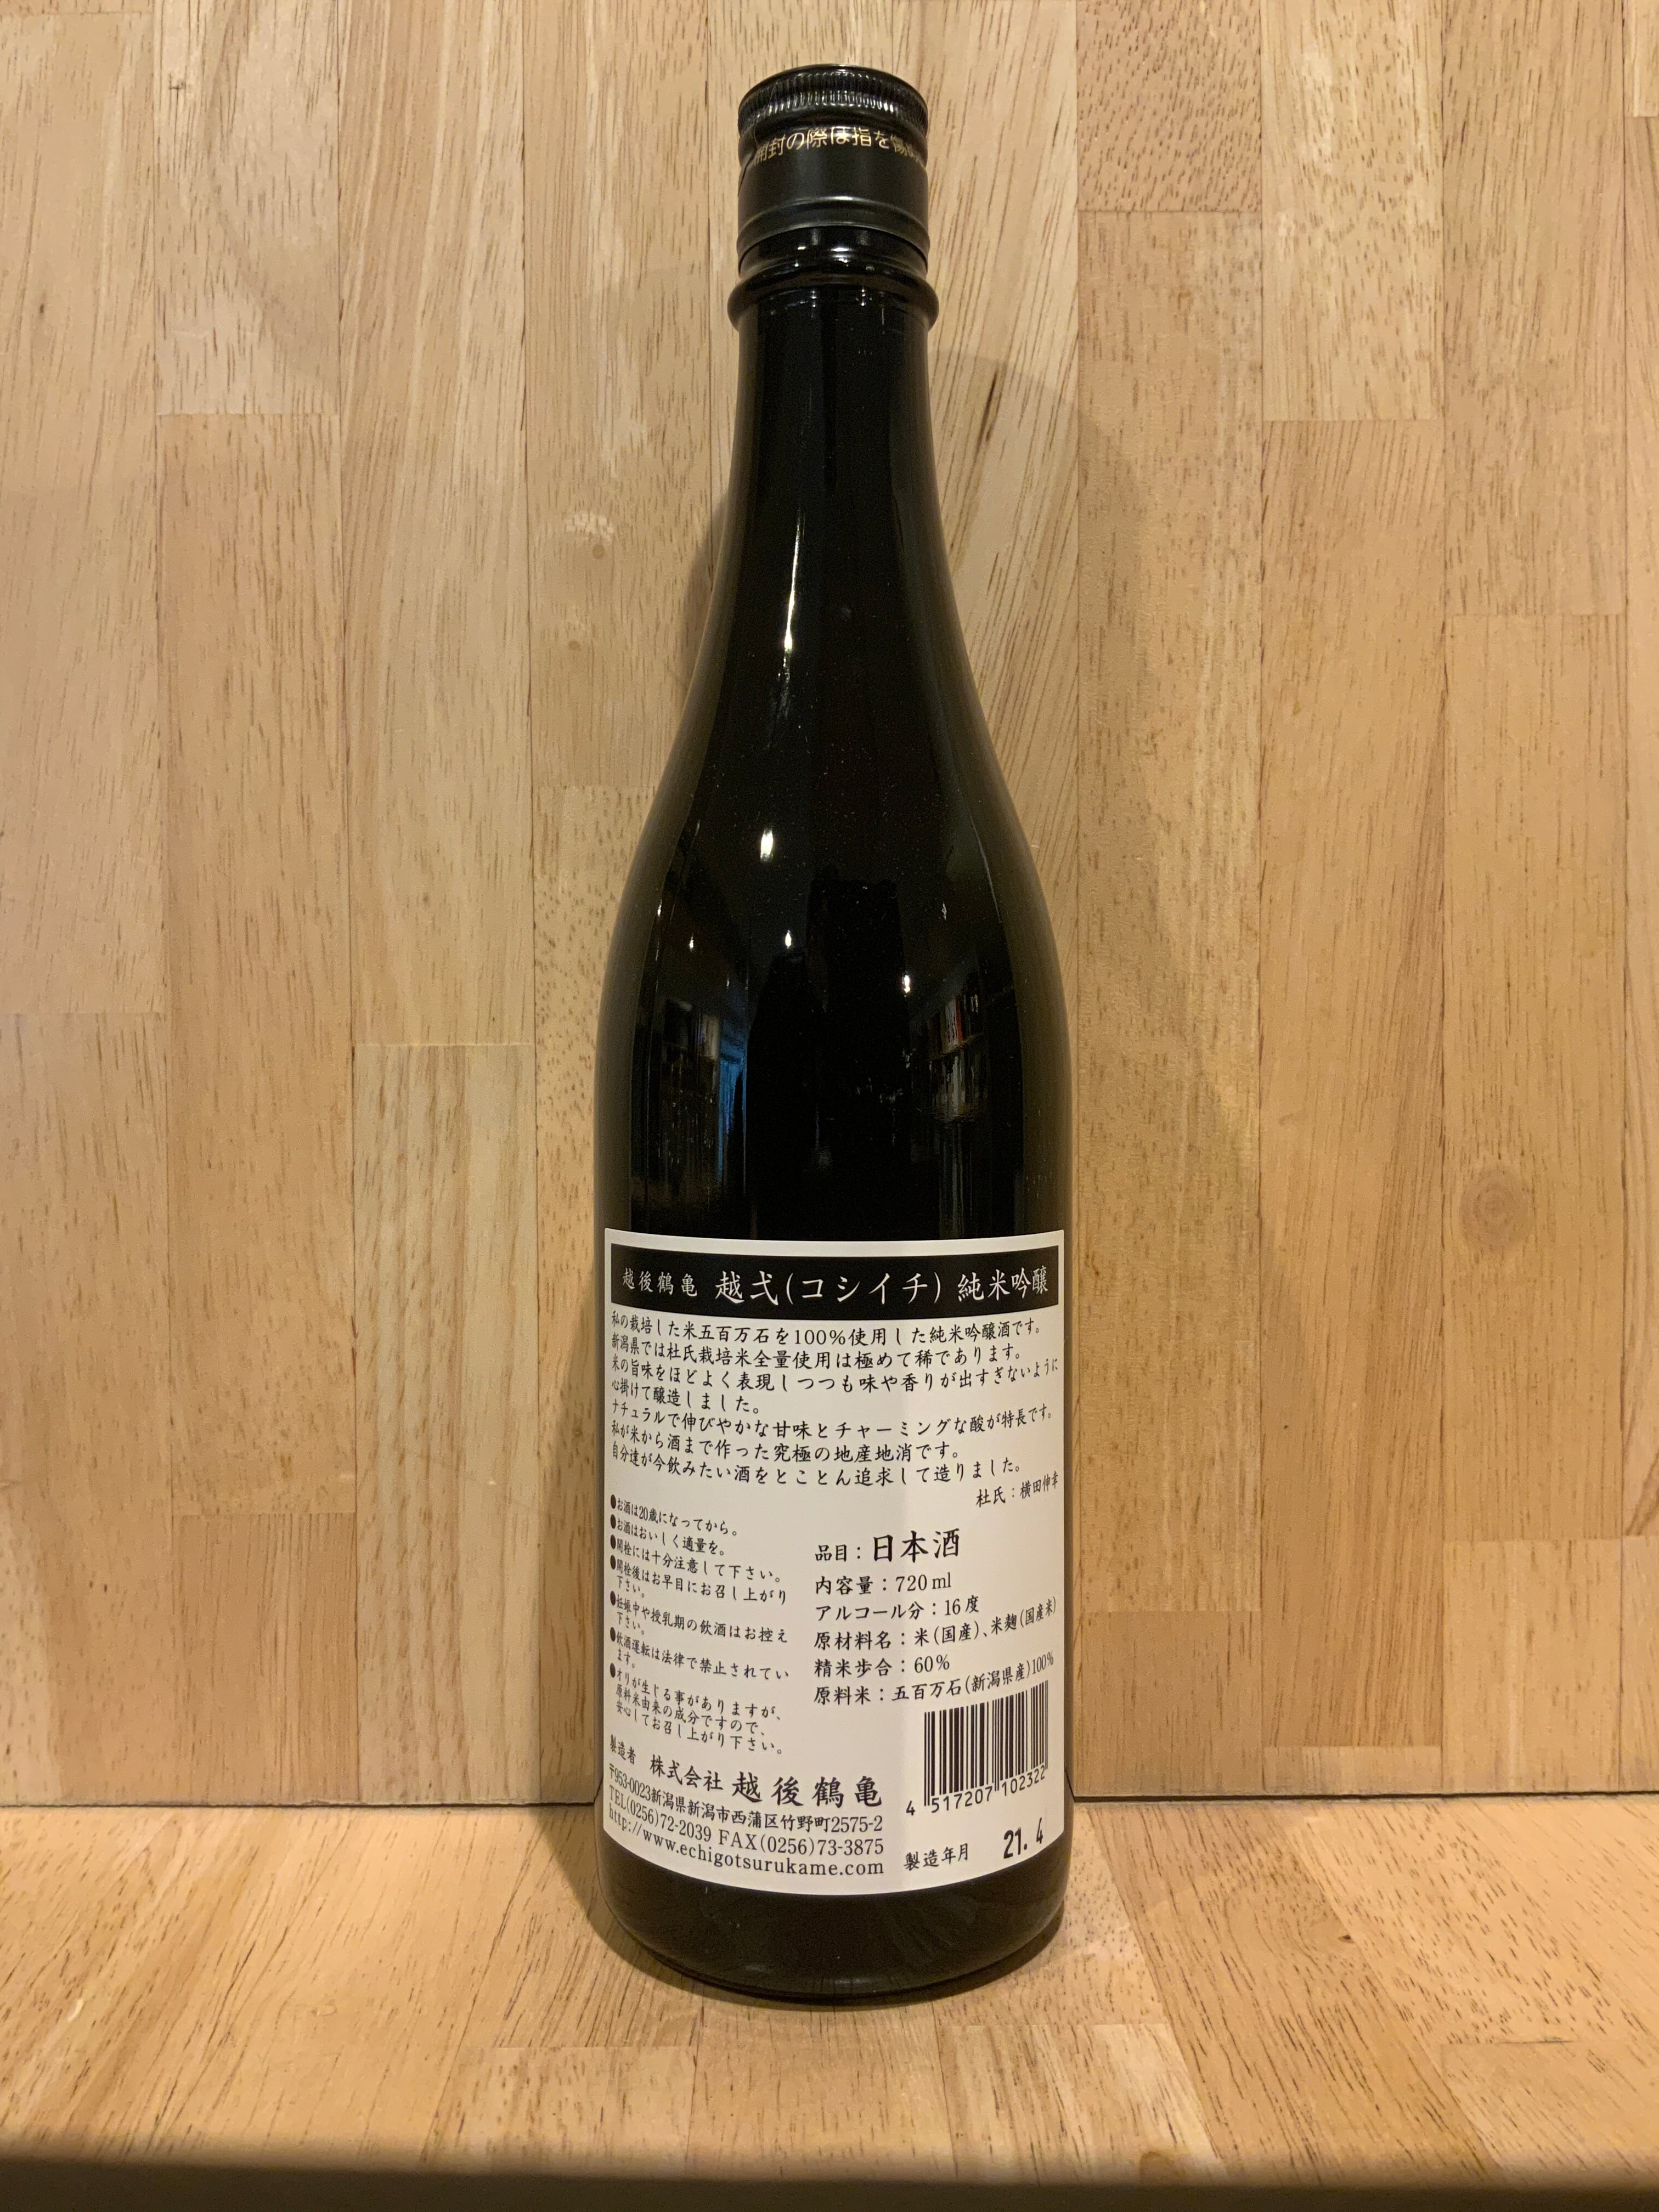 開封の際は指を傷
越後鶴亀 越弌(コシイチ) 純米吟醸
私の栽培した米五百万石を100%使用した純米吟醸酒です。
新潟県では杜氏栽培米全量使用は極めて稀であります。
米の旨味をほどよく表現しつつも味や香りが出すぎないように
心掛けて醸造しました。
ナチュラルで伸びやかな甘味とチャーミングな酸が特長です。
私が米から酒まで作った究極の地産地消です。
自分達が今飲みたい酒をとことん追求して造りました。
杜氏:横田伸幸
●お酒は20歳になってから。
●お酒はおいしく適量を。
●開栓には十分注意して下さい。
●開栓後はお早目にお召し上がり
下さい。
●妊娠中や授乳期の飲酒はお控え
下さい。
●飲酒運転は法律で禁止されてい
ます。
●オリが生じる事がありますが、
原料米由来の成分ですので、
安心してお召し上がり下さい。
品目:日本酒
内容量:720ml
アルコール分:16度
原材料名:米(国産)、米麹(国産米)
精米歩合:60%
原料米:五百万石(新潟県産)100%
4 517207 102322
製造者 株式会社 越後鶴亀
〒953-0023新潟県新潟市西蒲区竹野町2575-2
TEL(0256)72-2039 FAX(0256)73-3875
http://www.echigotsurukame.com
製造年月 21. 4